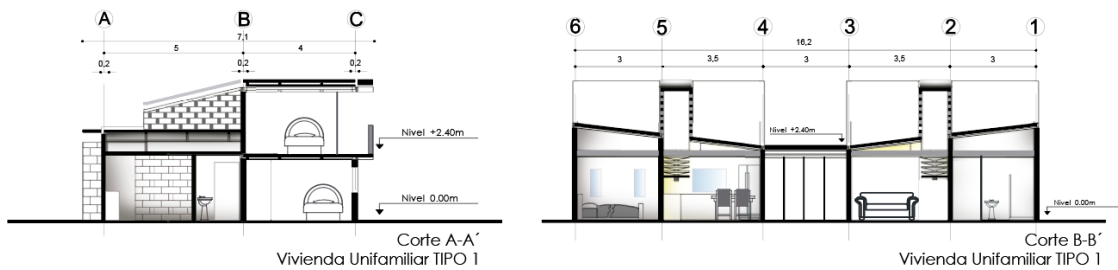 A
B
C
7,1
5
4
0,2
0,2
0,2
Nivel +2.40m
Nivel 0.00m
Corte A-A´
Vivienda Unifamiliar TIPO 1
6
5
4
3
2
1
16,2
3
3,5
3
3,5
3
Nivel +2.40m
Nivel 0.00m
Corte B-B´
Vivienda Unifamiliar TIPO 1